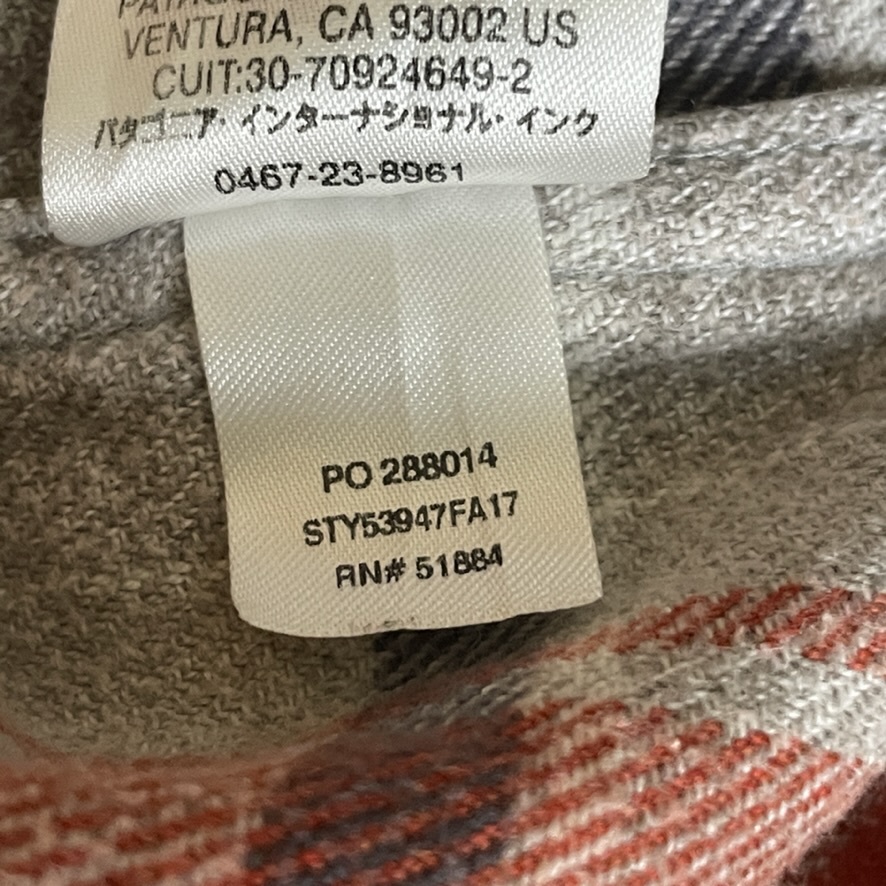 VENTURA, CA 93002 US
CUIT:30-70924649-2
パタゴニア・インターナショナル・インク
0467-23-8961
PO 288014
STY53947FA17
RN# 51884